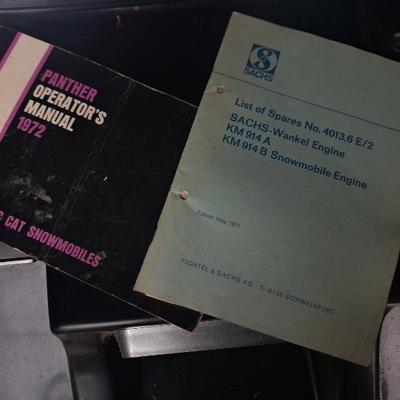 PANTHER
OPERATOR'S
MANUAL
1972
CAT SNOWMOBILES
S
SACHS
List of Spares No. 4013.6 E/2
SACHS-Wankel Engine
KM 914 A
KM 914 B Snowmobile Engine
Edition May 1971
FICHTEL & SACHS AG · D-8720 SCHWEINFURT